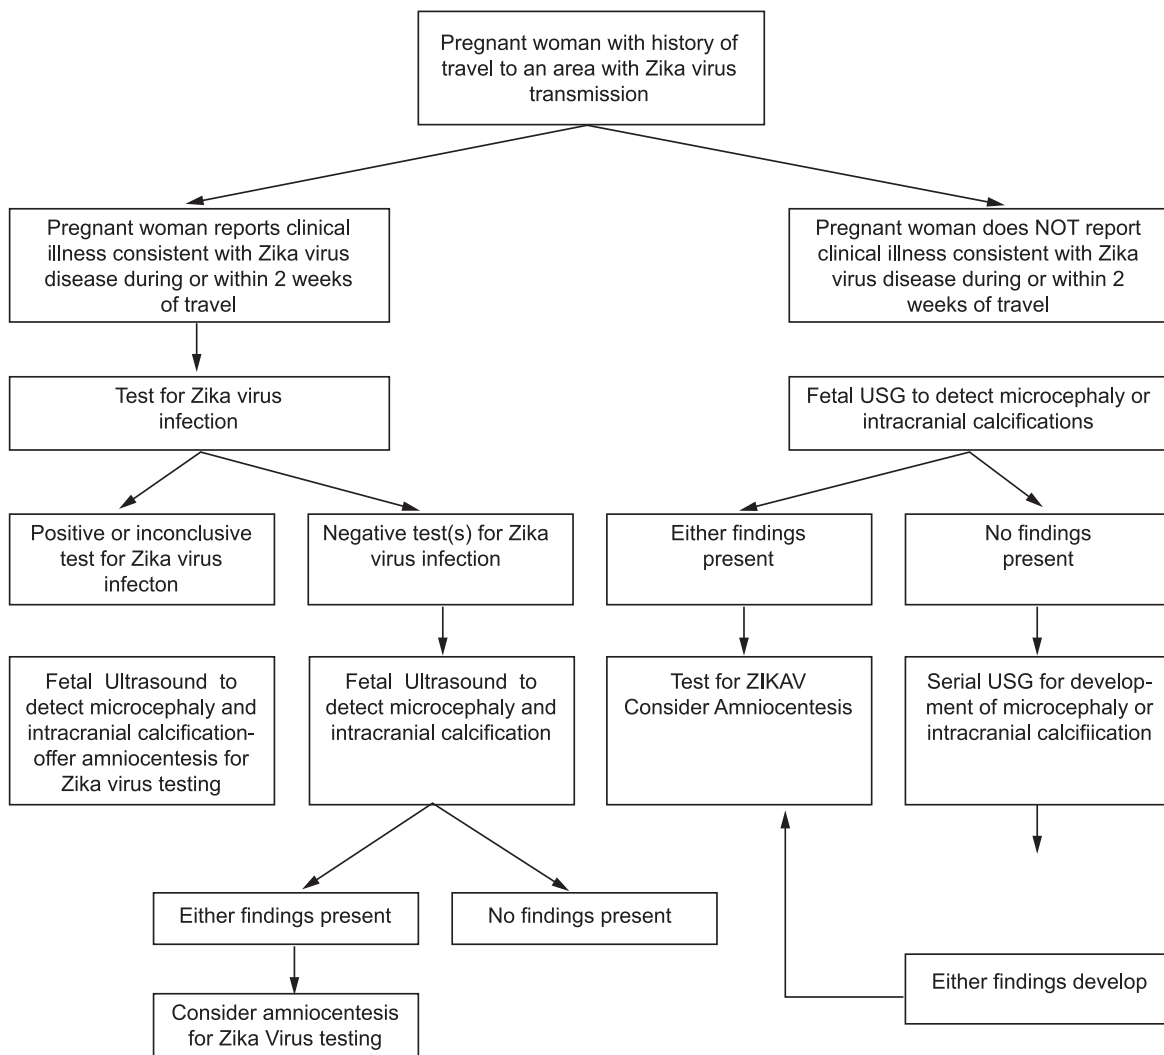 Pregnant woman with history of
travel to an area with Zika virus
transmission
Pregnant woman reports clinical
illness consistent with Zika virus
disease during or within 2 weeks
of travel
Pregnant woman does NOT report
clinical illness consistent with Zika
virus disease during or within 2
weeks of travel
Test for Zika virus
infection
Fetal USG to detect microcephaly or
intracranial calcifications
Positive or inconclusive
test for Zika virus
infecton
Negative test(s) for Zika
virus infection
Either findings
present
No findings
present
Fetal Ultrasound to
detect microcephaly and
intracranial calcification-
offer amniocentesis for
Zika virus testing
Fetal Ultrasound to
detect microcephaly and
intracranial calcification
Test for ZIKAV
Consider Amniocentesis
Serial USG for develop-
ment of microcephaly or
intracranial calcifiication
Either findings present
No findings present
Either findings develop
Consider amniocentesis
for Zika Virus testing